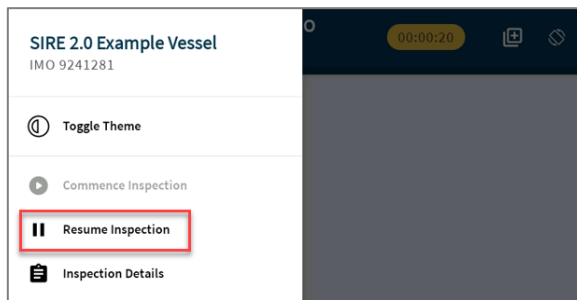 SIRE 2.0 Example Vessel
IMO 9241281
O
00:00:20
Toggle Theme
Commence Inspection
Resume Inspection
Inspection Details